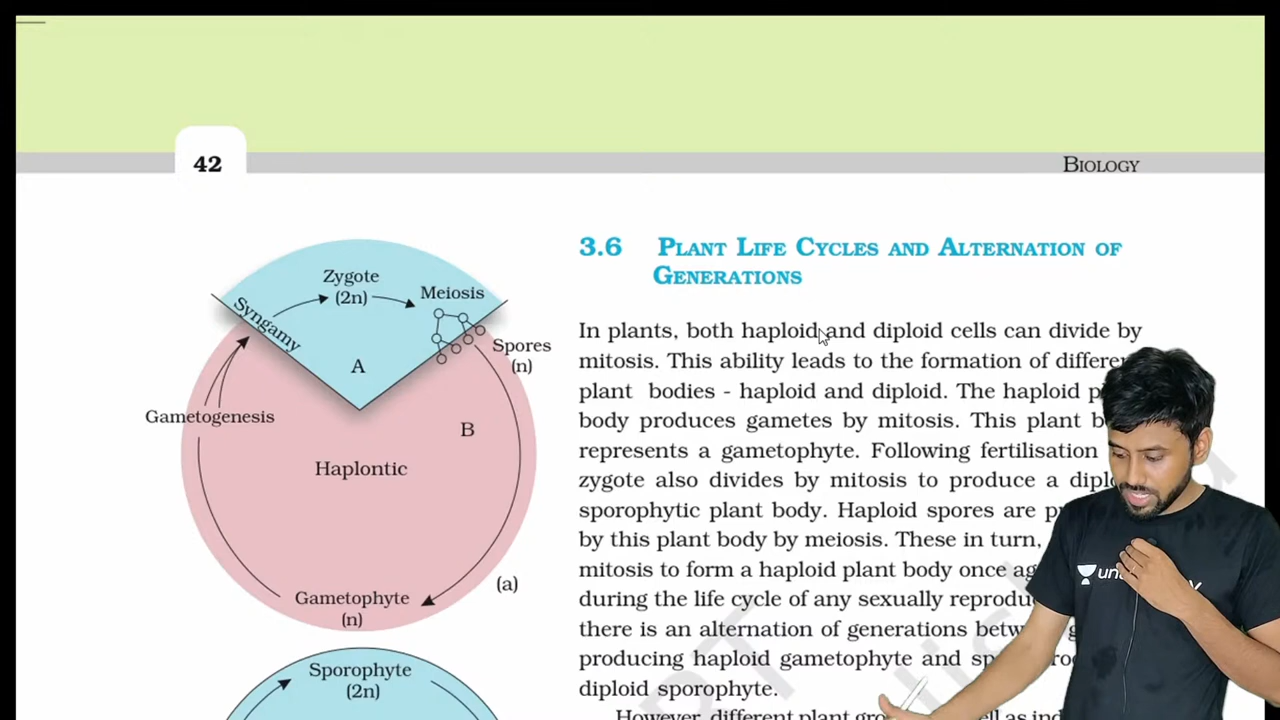 42
BIOLOGY
Zygote
(2n)
Meiosis
Syngamy
Spores
(n)
A
Gametogenesis
B
Haplontic
(a)
Gametophyte
(n)
Sporophyte
(2n)
3.6 PLANT LIFE CYCLES AND ALTERNATION OF
GENERATIONS
In plants, both haploid and diploid cells can divide by
mitosis. This ability leads to the formation of different
plant bodies - haploid and diploid. The haploid
body produces gametes by mitosis. This plant
represents a gametophyte. Following fertilisation
zygote also divides by mitosis to produce a
sporophytic plant body. Haploid spores are
by this plant body by meiosis. These in turn,
mitosis to form a haploid plant body once
during the life cycle of any sexually
there is an alternation of generations
producing haploid gametophyte and
diploid sporophyte.
However, different plant as